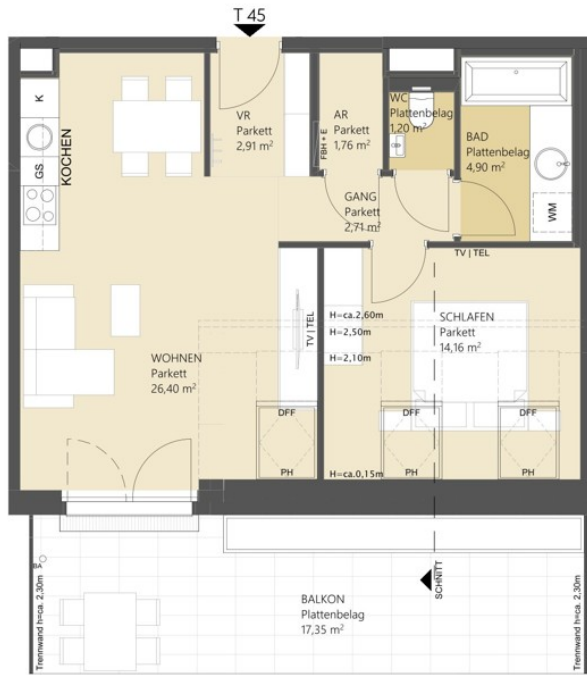 T 45
K
GS
KOCHEN
VR
Parkett
2,91 m²
FBH + E
AR
Parkett
1,76 m²
WC
Plattenbelag
1,20 m²
BAD
Plattenbelag
4,90 m²
WM
GANG
Parkett
2,71 m²
TV | TEL
TV | TEL
H=ca.2,60m
H=2,50m
H=2,10m
SCHLAFEN
Parkett
14,16 m²
WOHNEN
Parkett
26,40 m²
DFF
DFF
DFF
PH
PH
PH
H=ca.0,15m
SCHNITT
BA
Trennwand h=ca. 2,30m
BALKON
Plattenbelag
17,35 m²
Trennwand h=ca. 2,30m